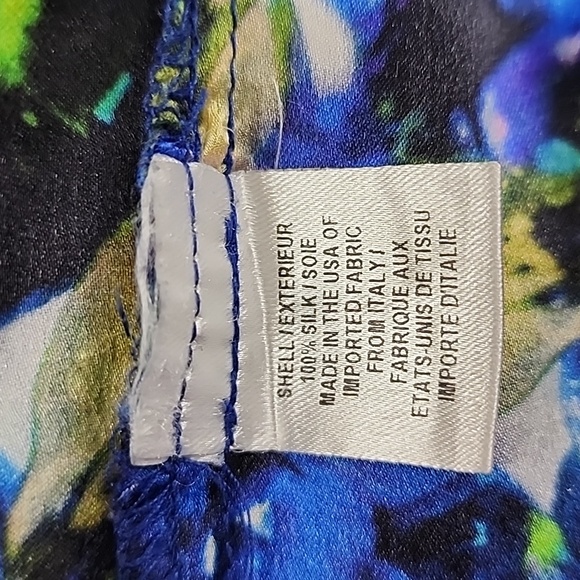 SHELL / EXTERIEUR
100% SILK / SOIE
MADE IN THE USA OF
IMPORTED FABRIC
FROM ITALY /
FABRIQUE AUX
ETATS-UNIS DE TISSU
IMPORTE D'ITALIE